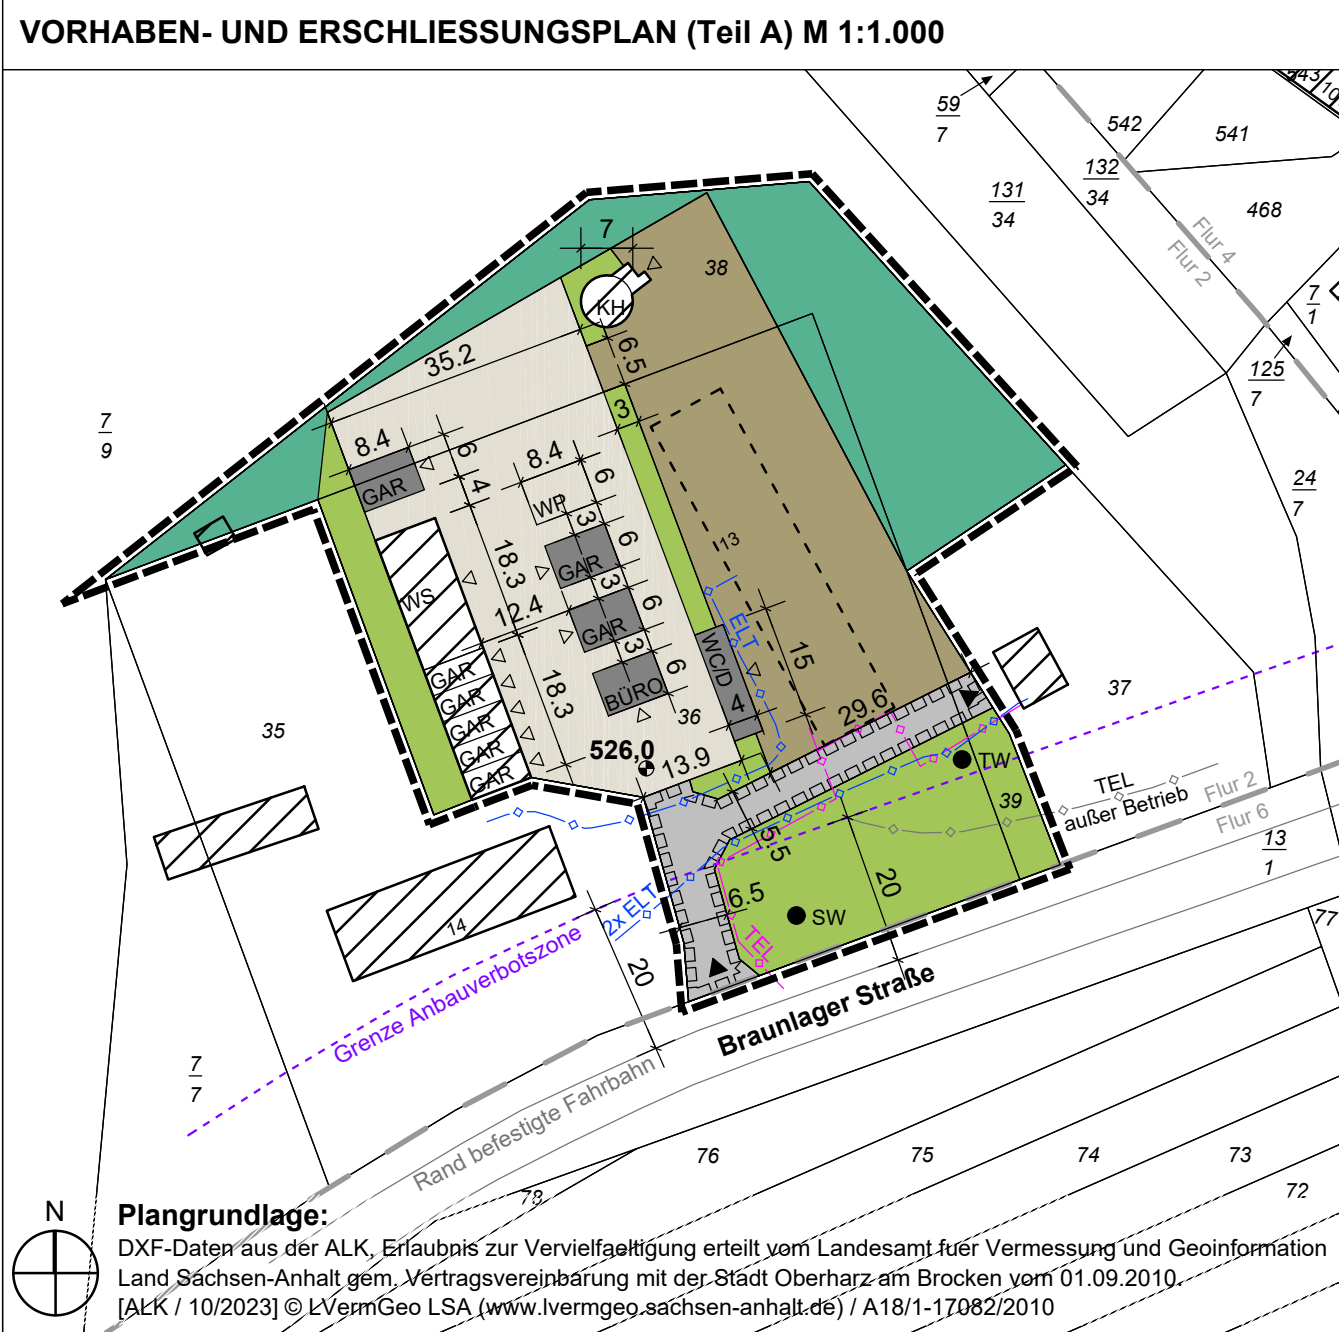 VORHABEN- UND ERSCHLIESSUNGSPLAN (Teil A) M 1:1.000
59
7
542
541
543
10
132
34
131
34
468
Flur 4
Flur 2
7
1
125
7
24
7
7
9
7
38
KH
35.2
6.5
3
8.4
6
4
GAR
8.4
6
WP
3
6
GAR
3
6
GAR
3
6
BÜRO
18.3
12.4
18.3
WS
GAR
GAR
GAR
GAR
GAR
13
ELT
WC/D
4
15
29.6
36
526,0
13.9
35
37
TW
39
TEL
außer Betrieb
Flur 2
Flur 6
13
1
5.5
6.5
20
SW
TEL
2x ELT
14
20
Grenze Anbauverbotszone
Braunlager Straße
Rand befestigte Fahrbahn
7
7
77
76
75
74
73
72
78
N
Plangrundlage:
DXF-Daten aus der ALK, Erlaubnis zur Vervielfaeltigung erteilt vom Landesamt fuer Vermessung und Geoinformation
Land Sachsen-Anhalt gem. Vertragsvereinbarung mit der Stadt Oberharz am Brocken vom 01.09.2010.
[ALK / 10/2023] © LVermGeo LSA (www.lvermgeo.sachsen-anhalt.de) / A18/1-17082/2010